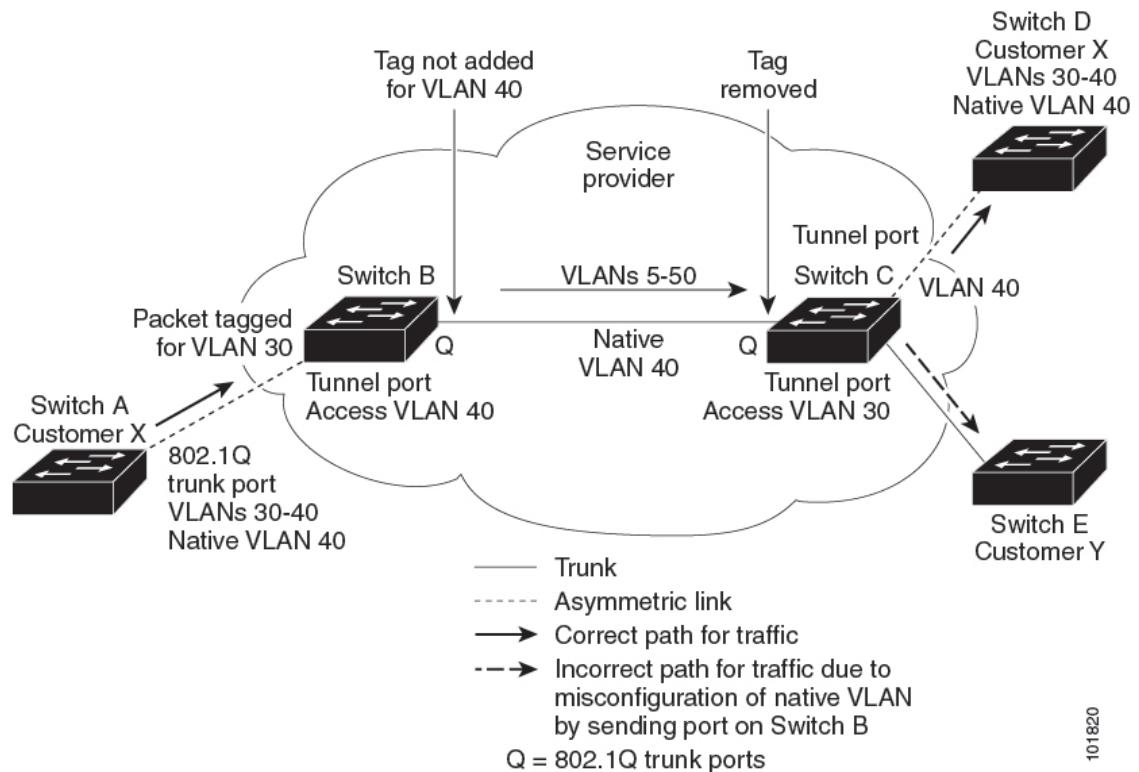 Tag not added
for VLAN 40
Tag
removed
Switch D
Customer X
VLANs 30-40
Native VLAN 40
Service
provider
Tunnel port
Switch B
VLANs 5-50
Switch C
VLAN 40
Packet tagged
for VLAN 30
Q
Native
VLAN 40
Q
Tunnel port
Access VLAN 40
Tunnel port
Access VLAN 30
Switch A
Customer X
802.1Q
trunk port
VLANs 30-40
Native VLAN 40
Switch E
Customer Y
Trunk
Asymmetric link
Correct path for traffic
Incorrect path for traffic due to
misconfiguration of native VLAN
by sending port on Switch B
Q = 802.1Q trunk ports
101820